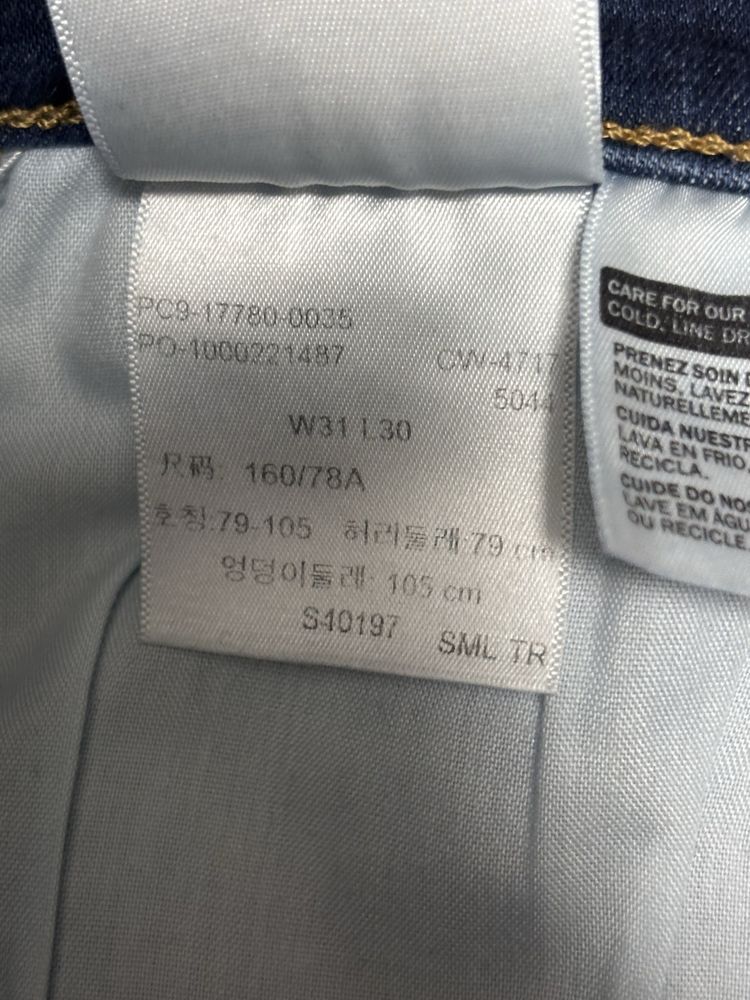 PC9-17780-0035
PO-1000221487 CW-4717
5044
W31 L30
尺码: 160/78A
호칭:79-105 허리둘레:79 cm
엉덩이둘레: 105 cm
S40197 SML TR
CARE FOR OUR
COLD, LINE DR
PRENEZ SOIN D
MOINS, LAVEZ
NATURELLEME
CUIDA NUESTR
LAVA EN FRIO,
RECICLA.
CUIDE DO NOS
LAVE EM ÁGU
OU RECICLE.